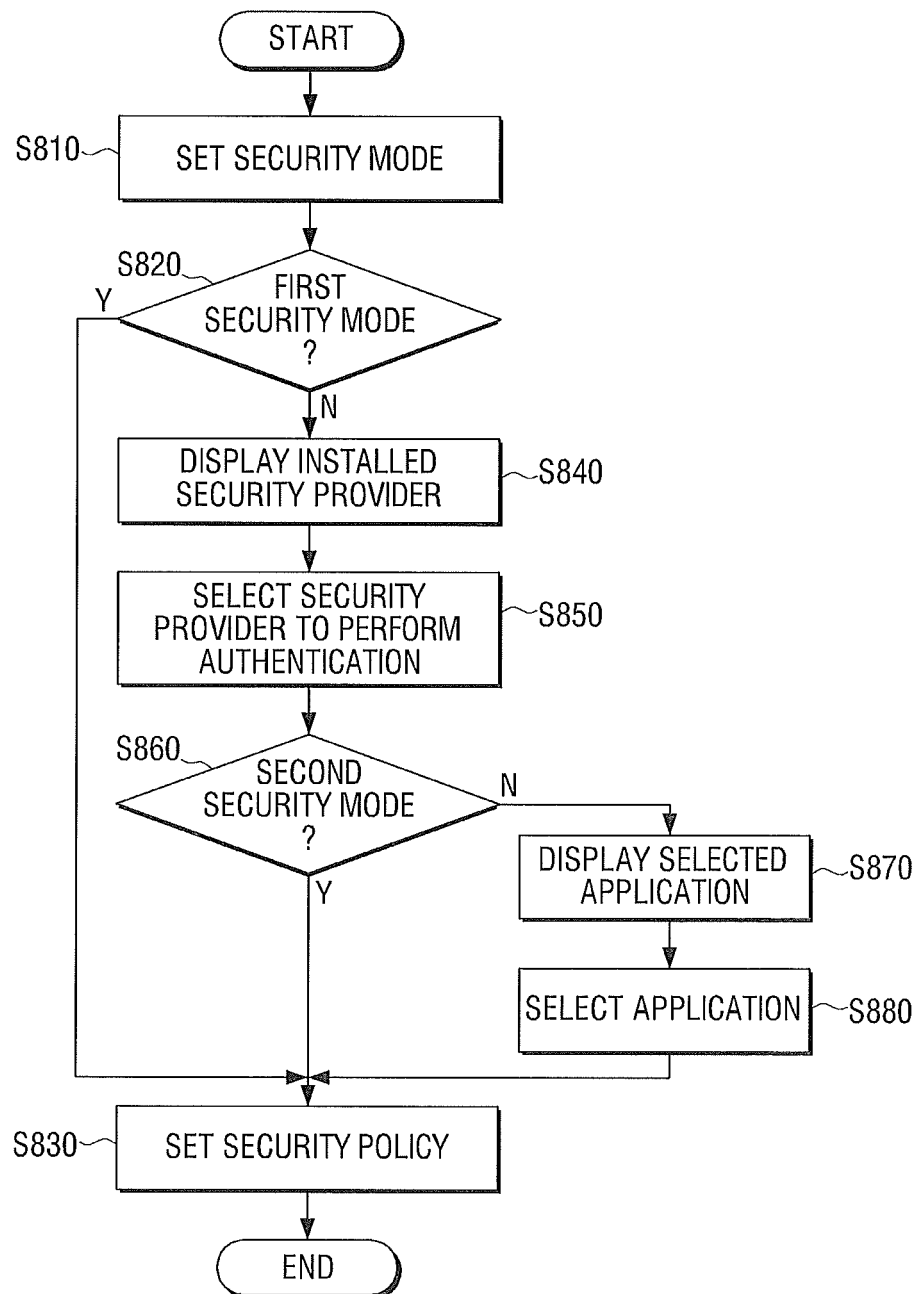 START
S810
SET SECURITY MODE
S820
Y
FIRST
SECURITY MODE
?
N
DISPLAY INSTALLED
SECURITY PROVIDER
S840
SELECT SECURITY
PROVIDER TO PERFORM
AUTHENTICATION
S850
S860
SECOND
SECURITY MODE
?
N
Y
DISPLAY SELECTED
APPLICATION
S870
SELECT APPLICATION
S880
S830
SET SECURITY POLICY
END